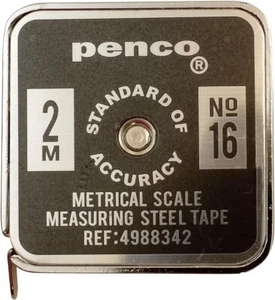 penco®
2
M
STANDARD OF
ACCURACY
No
16
METRICAL SCALE
MEASURING STEEL TAPE
REF:4988342